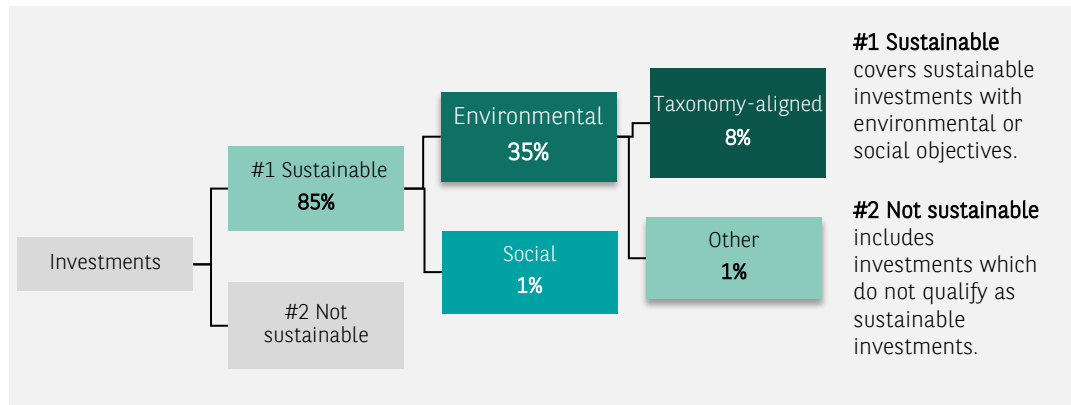 Investments
#1 Sustainable
85%
#2 Not
sustainable
Environmental
35%
Social
1%
Taxonomy-aligned
8%
Other
1%
#1 Sustainable
covers sustainable
investments with
environmental or
social objectives.
#2 Not sustainable
includes
investments which
do not qualify as
sustainable
investments.